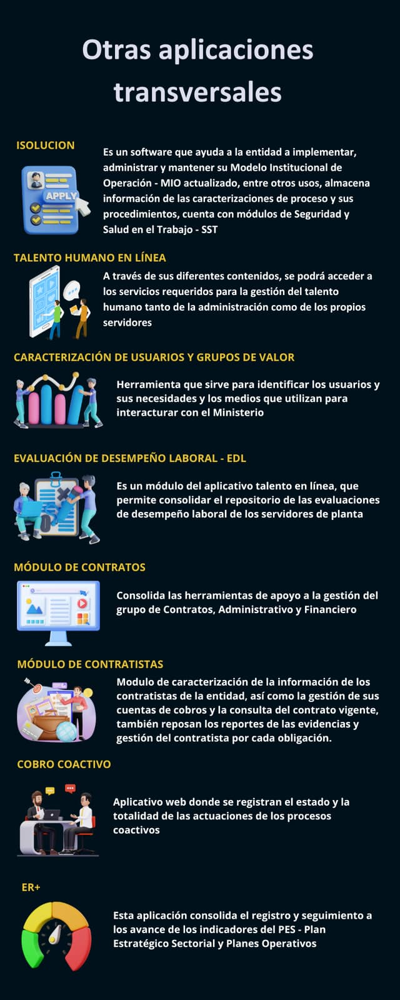 Otras aplicaciones
transversales
ISOLUCION
Es un software que ayuda a la entidad a implementar,
administrar y mantener su Modelo Institucional de
Operación - MIO actualizado, entre otros usos, almacena
información de las caracterizaciones de proceso y sus
procedimientos, cuenta con módulos de Seguridad y
Salud en el Trabajo - SST
APPLY
TALENTO HUMANO EN LÍNEA
A través de sus diferentes contenidos, se podrá acceder a
los servicios requeridos para la gestión del talento
humano tanto de la administración como de los propios
servidores
CARACTERIZACIÓN DE USUARIOS Y GRUPOS DE VALOR
Herramienta que sirve para identificar los usuarios y
sus necesidades y los medios que utilizan para
interacturar con el Ministerio
EVALUACIÓN DE DESEMPEÑO LABORAL - EDL
Es un módulo del aplicativo talento en línea, que
permite consolidar el repositorio de las evaluaciones
de desempeño laboral de los servidores de planta
MÓDULO DE CONTRATOS
Consolida las herramientas de apoyo a la gestión del
grupo de Contratos, Administrativo y Financiero
MÓDULO DE CONTRATISTAS
Modulo de caracterización de la información de los
contratistas de la entidad, así como la gestión de sus
cuentas de cobros y la consulta del contrato vigente,
también reposan los reportes de las evidencias y
gestión del contratista por cada obligación.
COBRO COACTIVO
Aplicativo web donde se registran el estado y la
totalidad de las actuaciones de los procesos
coactivos
ER+
Esta aplicación consolida el registro y seguimiento a
los avance de los indicadores del PES - Plan
Estratégico Sectorial y Planes Operativos